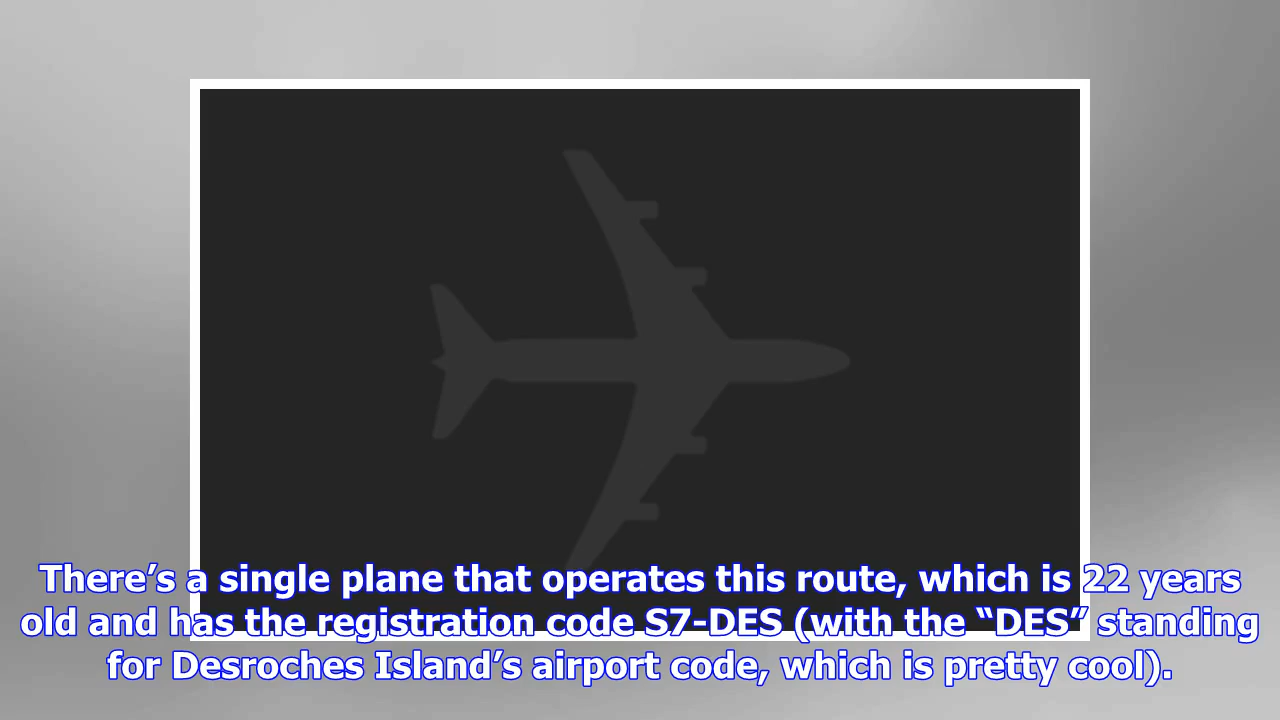 There’s a single plane that operates this route, which is 22 years
old and has the registration code S7-DES (with the “DES” standing
for Desroches Island’s airport code, which is pretty cool).